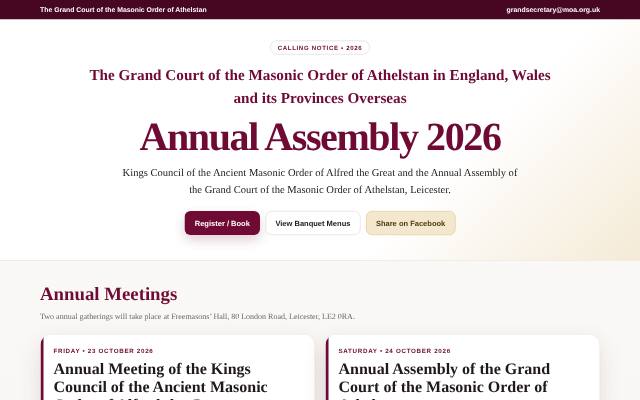 The Grand Court of the Masonic Order of Athelstan
grandsecretary@moa.org.uk
CALLING NOTICE • 2026
The Grand Court of the Masonic Order of Athelstan in England, Wales
and its Provinces Overseas
Annual Assembly 2026
Kings Council of the Ancient Masonic Order of Alfred the Great and the Annual Assembly of
the Grand Court of the Masonic Order of Athelstan, Leicester.
Register / Book
View Banquet Menus
Share on Facebook
Annual Meetings
Two annual gatherings will take place at Freemasons’ Hall, 80 London Road, Leicester, LE2 0RA.
FRIDAY • 23 OCTOBER 2026
Annual Meeting of the Kings
Council of the Ancient Masonic
SATURDAY • 24 OCTOBER 2026
Annual Assembly of the Grand
Court of the Masonic Order of